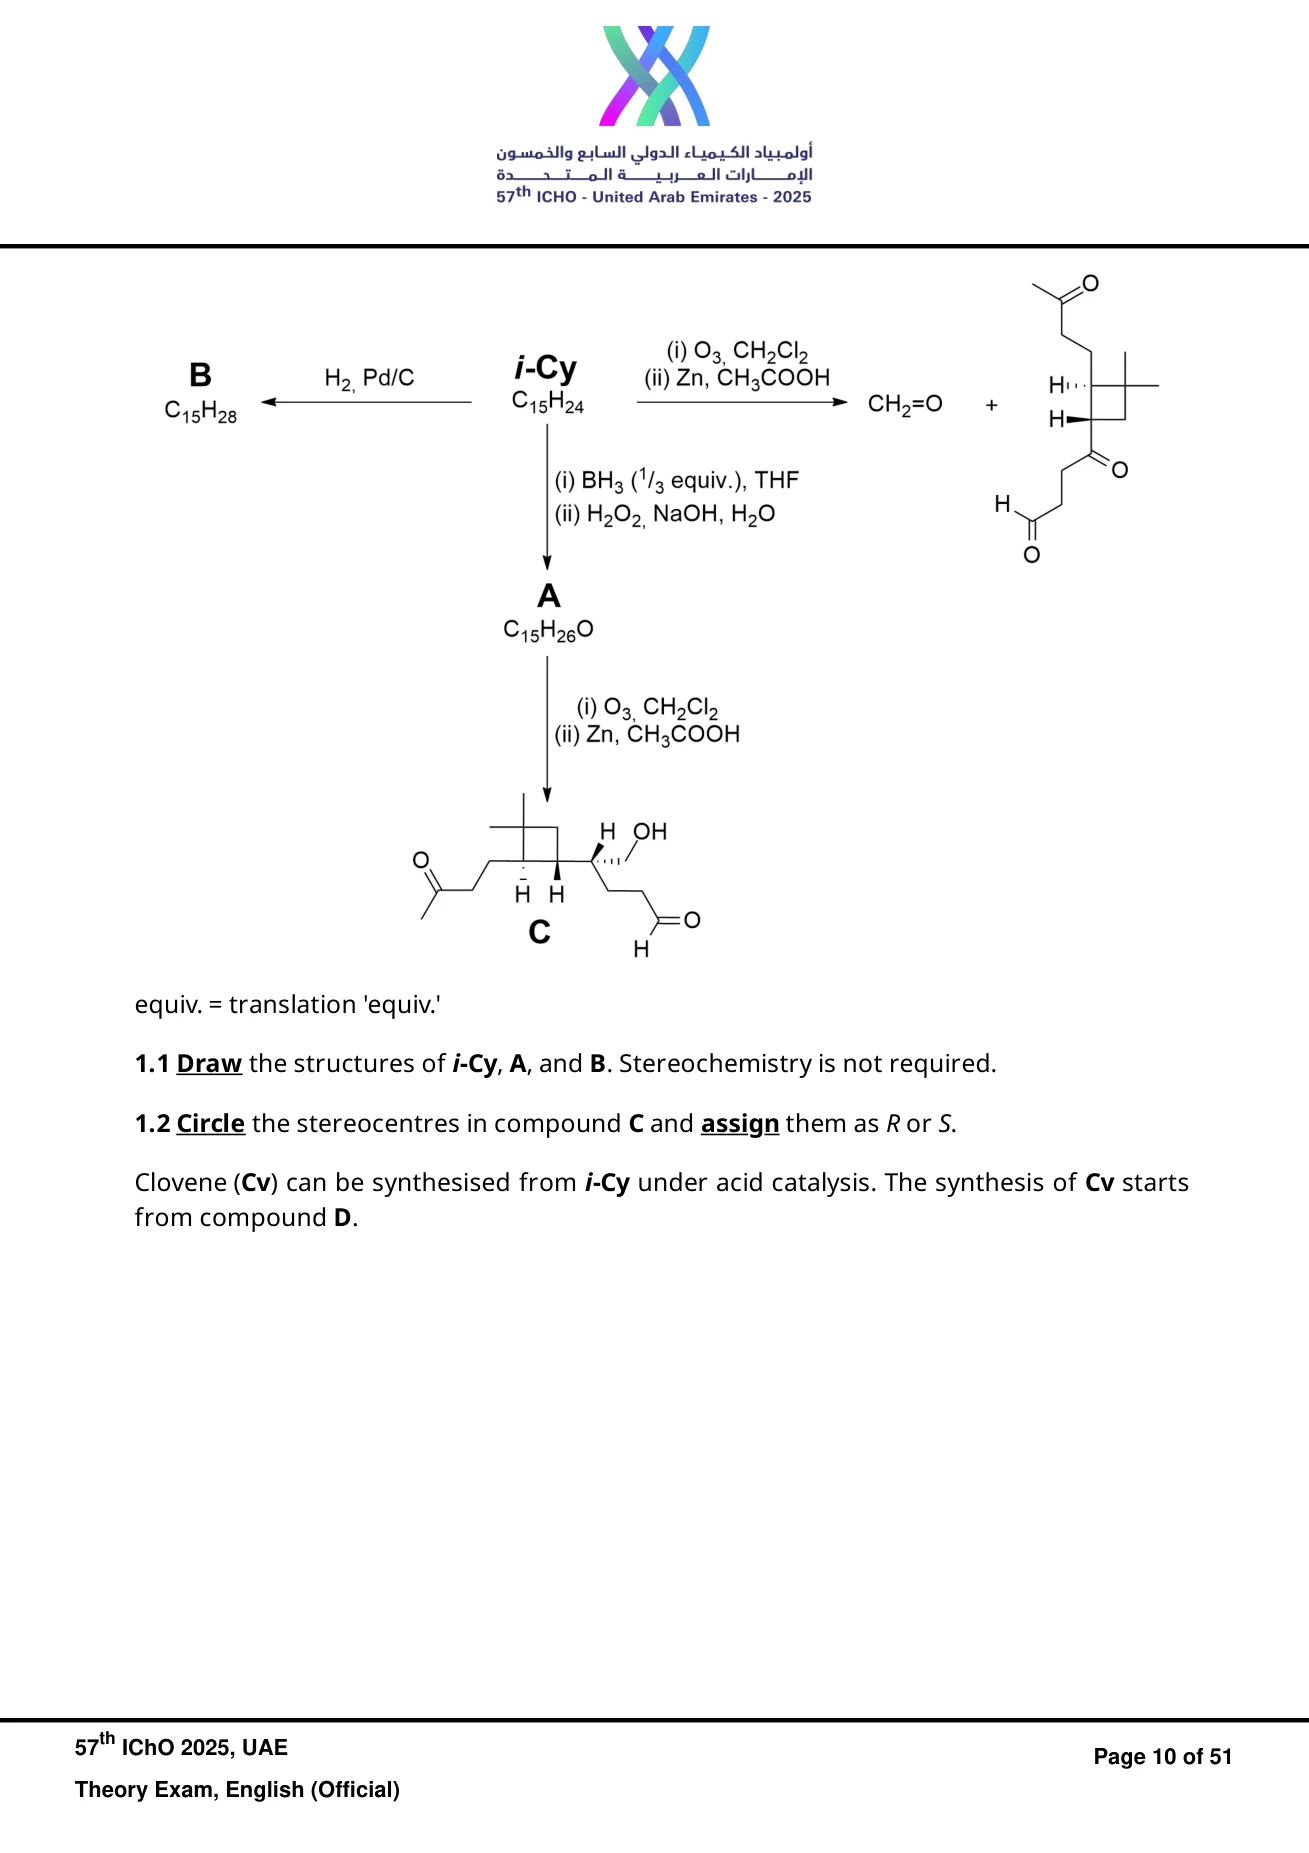 أولمبياد الكيمياء الدولي السابع والخمسون
الإمارات العربية المتحدة
57th ICHO - United Arab Emirates - 2025
B
C15H28
H2, Pd/C
i-Cy
C15H24
(i) O3, CH2Cl2
(ii) Zn, CH3COOH
CH2=O
+
O
H
H
O
H
O
(i) BH3 (1/3 equiv.), THF
(ii) H2O2, NaOH, H2O
A
C15H26O
(i) O3, CH2Cl2
(ii) Zn, CH3COOH
H OH
O
H H
O
C
H
equiv. = translation 'equiv.'
1.1 Draw the structures of i-Cy, A, and B. Stereochemistry is not required.
1.2 Circle the stereocentres in compound C and assign them as R or S.
Clovene (Cv) can be synthesised from i-Cy under acid catalysis. The synthesis of Cv starts
from compound D.
57th IChO 2025, UAE
Theory Exam, English (Official)
Page 10 of 51